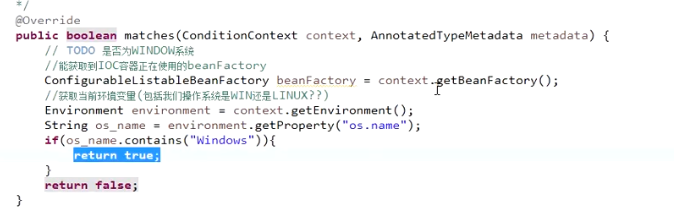 */
@Override
public boolean matches(ConditionContext context, AnnotatedTypeMetadata metadata) {
// TODO 是否为WINDOW系统
//能获取到IOC容器正在使用的beanFactory
ConfigurableListableBeanFactory beanFactory = context.getBeanFactory();
//获取当前环境变量(包括我们操作系统是WIN还是LINUX??)
Environment environment = context.getEnvironment();
String os_name = environment.getProperty("os.name");
if(os_name.contains("Windows")){
return true;
}
return false;
}